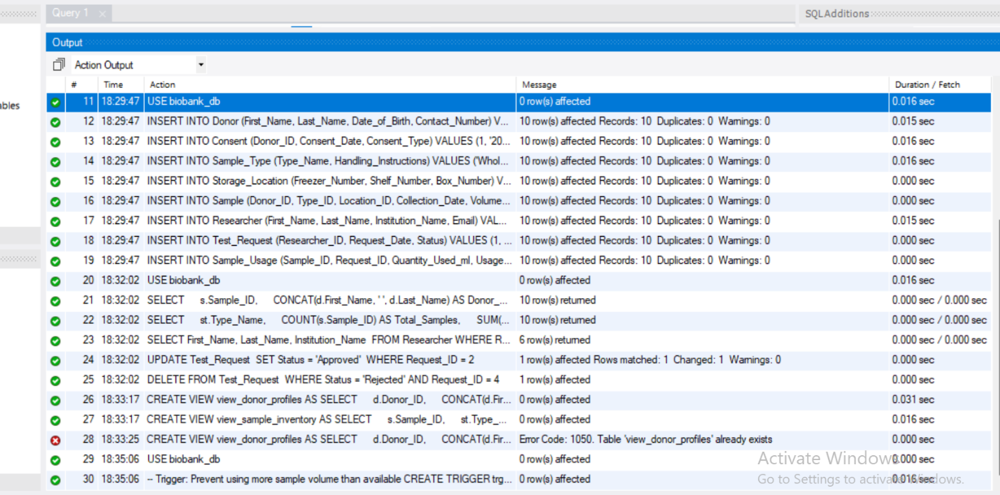 Query 1
SQLAdditions
Output
Action Output
ables
# Time Action Message Duration / Fetch
11 18:29:47 USE biobank_db 0 row(s) affected 0.016 sec
12 18:29:47 INSERT INTO Donor (First_Name, Last_Name, Date_of_Birth, Contact_Number) V... 10 row(s) affected Records: 10 Duplicates: 0 Warnings: 0 0.015 sec
13 18:29:47 INSERT INTO Consent (Donor_ID, Consent_Date, Consent_Type) VALUES (1, '20... 10 row(s) affected Records: 10 Duplicates: 0 Warnings: 0 0.016 sec
14 18:29:47 INSERT INTO Sample_Type (Type_Name, Handling_Instructions) VALUES ('Whol... 10 row(s) affected Records: 10 Duplicates: 0 Warnings: 0 0.016 sec
15 18:29:47 INSERT INTO Storage_Location (Freezer_Number, Shelf_Number, Box_Number) V... 10 row(s) affected Records: 10 Duplicates: 0 Warnings: 0 0.000 sec
16 18:29:47 INSERT INTO Sample (Donor_ID, Type_ID, Location_ID, Collection_Date, Volume... 10 row(s) affected Records: 10 Duplicates: 0 Warnings: 0 0.000 sec
17 18:29:47 INSERT INTO Researcher (First_Name, Last_Name, Institution_Name, Email) VAL... 10 row(s) affected Records: 10 Duplicates: 0 Warnings: 0 0.015 sec
18 18:29:47 INSERT INTO Test_Request (Researcher_ID, Request_Date, Status) VALUES (1, ... 10 row(s) affected Records: 10 Duplicates: 0 Warnings: 0 0.000 sec
19 18:29:47 INSERT INTO Sample_Usage (Sample_ID, Request_ID, Quantity_Used_ml, Usage... 10 row(s) affected Records: 10 Duplicates: 0 Warnings: 0 0.000 sec
20 18:32:02 USE biobank_db 0 row(s) affected 0.016 sec
21 18:32:02 SELECT s.Sample_ID, CONCAT(d.First_Name, ' ', d.Last_Name) AS Donor_... 10 row(s) returned 0.000 sec / 0.000 sec
22 18:32:02 SELECT st.Type_Name, COUNT(s.Sample_ID) AS Total_Samples, SUM(... 10 row(s) returned 0.000 sec / 0.000 sec
23 18:32:02 SELECT First_Name, Last_Name, Institution_Name FROM Researcher WHERE R... 6 row(s) returned 0.000 sec / 0.000 sec
24 18:32:02 UPDATE Test_Request SET Status = 'Approved' WHERE Request_ID = 2 1 row(s) affected Rows matched: 1 Changed: 1 Warnings: 0 0.000 sec
25 18:32:02 DELETE FROM Test_Request WHERE Status = 'Rejected' AND Request_ID = 4 1 row(s) affected 0.000 sec
26 18:33:17 CREATE VIEW view_donor_profiles AS SELECT d.Donor_ID, CONCAT(d.Fir... 0 row(s) affected 0.031 sec
27 18:33:17 CREATE VIEW view_sample_inventory AS SELECT s.Sample_ID, st.Type_... 0 row(s) affected 0.016 sec
28 18:33:25 CREATE VIEW view_donor_profiles AS SELECT d.Donor_ID, CONCAT(d.Fir... Error Code: 1050. Table 'view_donor_profiles' already exists 0.000 sec
29 18:35:06 USE biobank_db 0 row(s) affected 0.000 sec
30 18:35:06 -- Trigger: Prevent using more sample volume than available CREATE TRIGGER trg... 0 row(s) affected 0.016 sec
Activate Windows
Go to Settings to activate Windows.